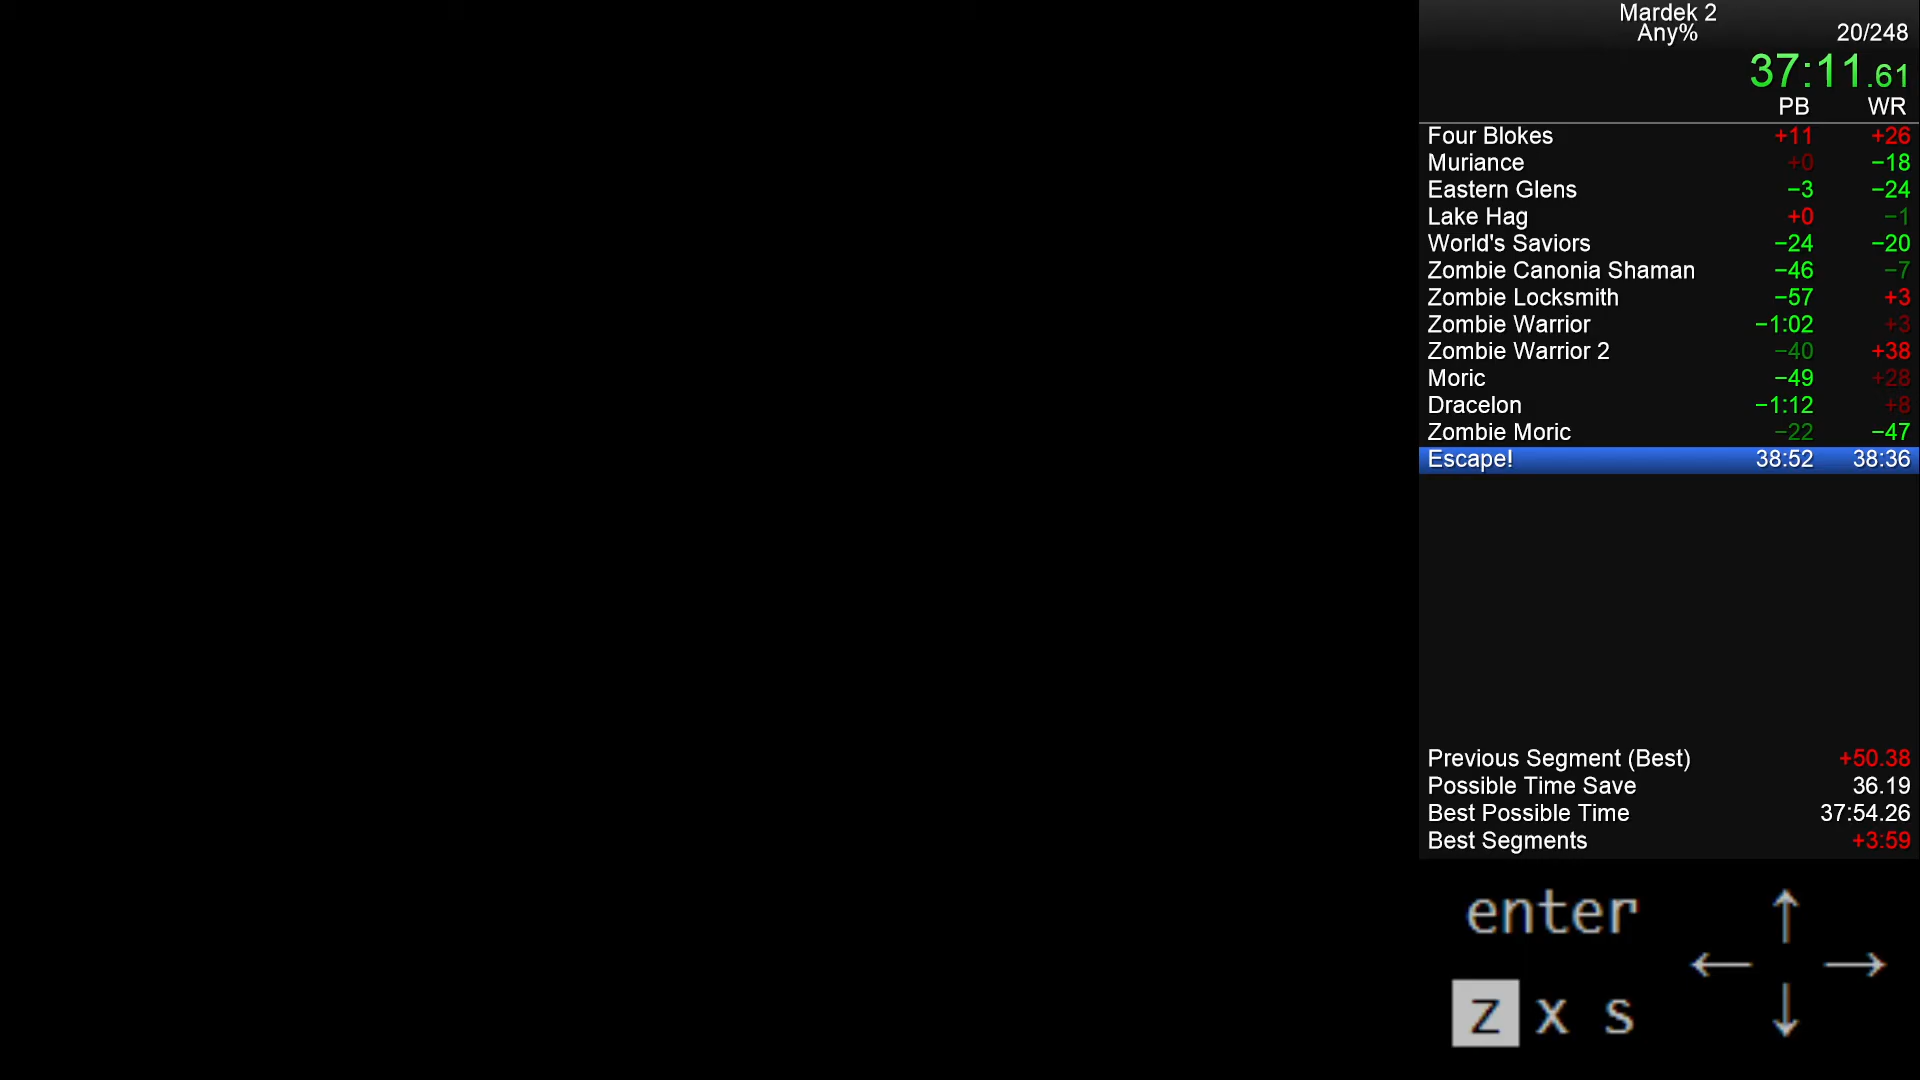 Mardek 2
Any% 20/248
37:11.61
PB WR
Four Blokes +11 +26
Muriance +0 −18
Eastern Glens −3 −24
Lake Hag +0 −1
World's Saviors −24 −20
Zombie Canonia Shaman −46 −7
Zombie Locksmith −57 +3
Zombie Warrior −1:02 +3
Zombie Warrior 2 −40 +38
Moric −49 +28
Dracelon −1:12 +8
Zombie Moric −22 −47
Escape! 38:52 38:36
Previous Segment (Best) +50.38
Possible Time Save 36.19
Best Possible Time 37:54.26
Best Segments +3:59
enter ↑
← →
z x s ↓